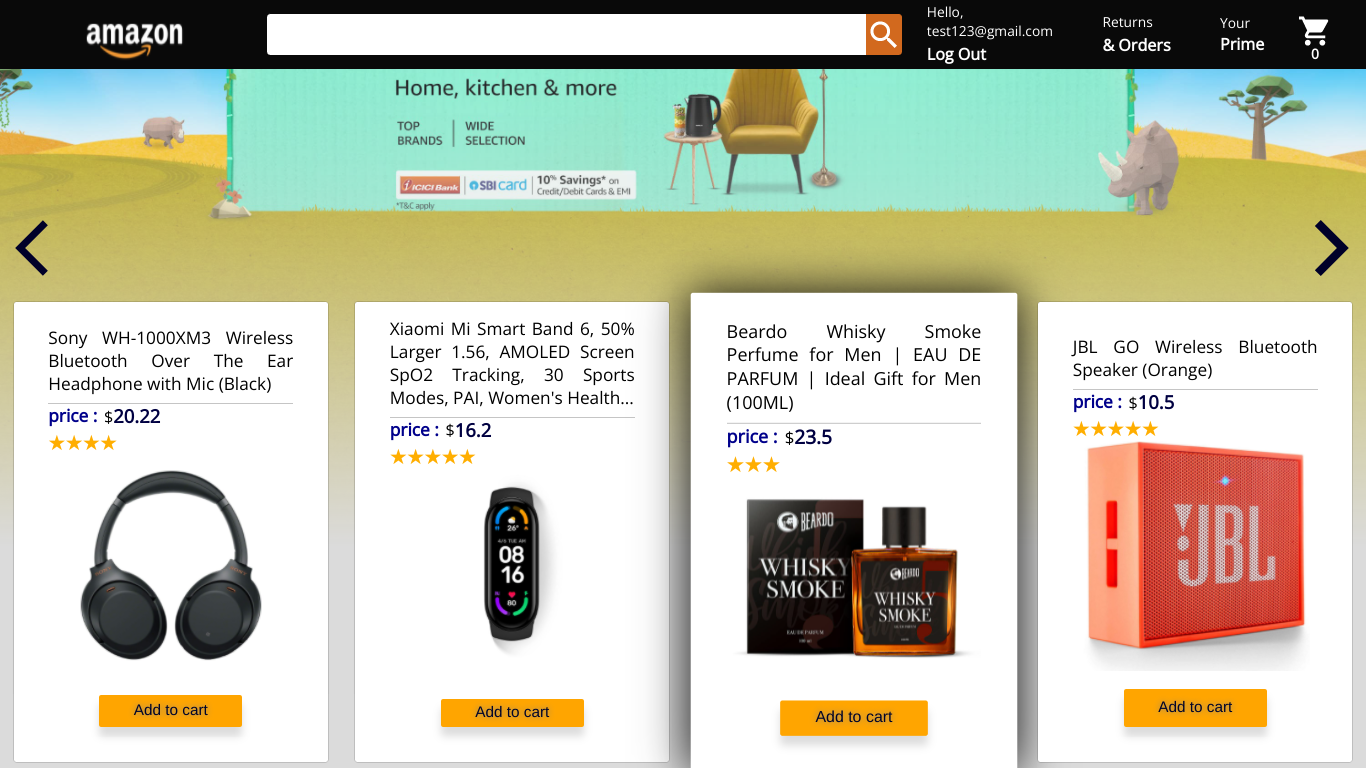 amazon
Hello,
test123@gmail.com
Log Out
Returns
& Orders
Your
Prime
0
Home, kitchen & more
TOP
BRANDS
WIDE
SELECTION
ICICI Bank
SBI card
10% Savings* on
Credit/Debit Cards & EMI
*T&C apply
Sony WH-1000XM3 Wireless
Bluetooth Over The Ear
Headphone with Mic (Black)
price : $20.22
Add to cart
Xiaomi Mi Smart Band 6, 50%
Larger 1.56, AMOLED Screen
SpO2 Tracking, 30 Sports
Modes, PAI, Women's Health...
price : $16.2
26°
08
16
80
Add to cart
Beardo Whisky Smoke
Perfume for Men | EAU DE
PARFUM | Ideal Gift for Men
(100ML)
price : $23.5
BEARDO
WHISKY
SMOKE
EAU DE PARFUM
BEARDO
WHISKY
SMOKE
Add to cart
JBL GO Wireless Bluetooth
Speaker (Orange)
price : $10.5
JBL
Add to cart